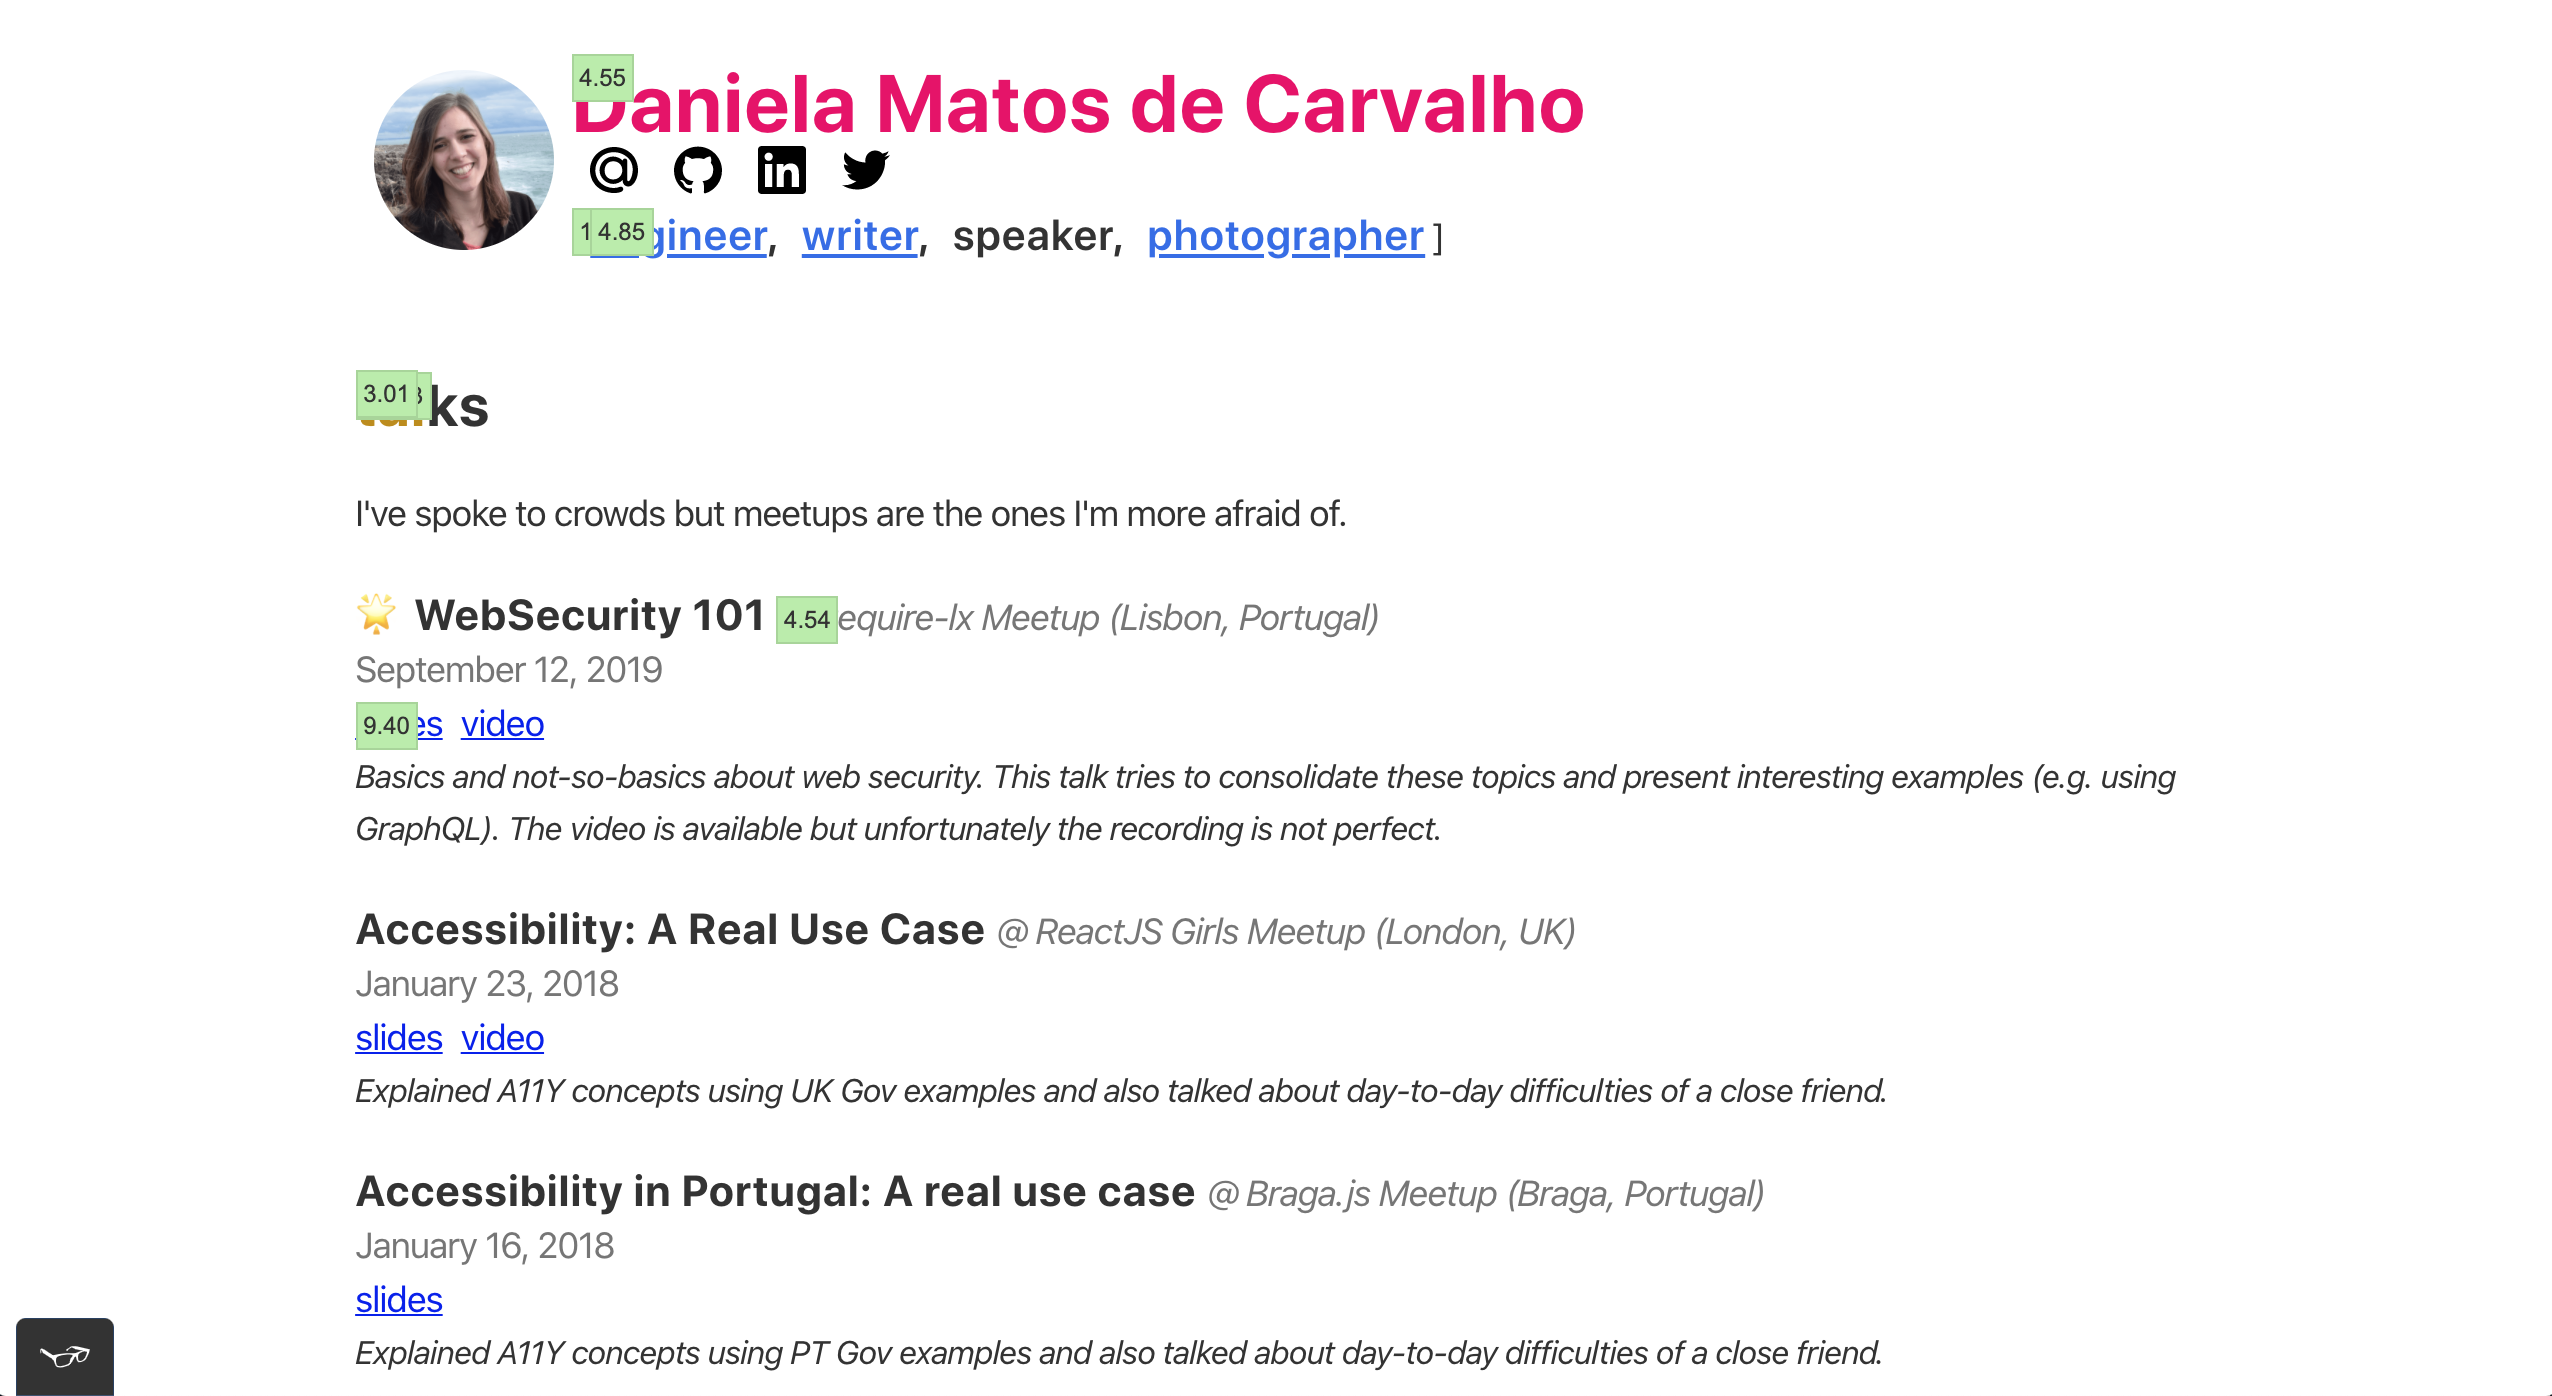 4.55
Daniela Matos de Carvalho
in
4.85 gineer, writer, speaker, photographer ]
3.01
ks
I've spoke to crowds but meetups are the ones I'm more afraid of.
WebSecurity 101 4.54 equire-lx Meetup (Lisbon, Portugal)
September 12, 2019
9.40 es video
Basics and not-so-basics about web security. This talk tries to consolidate these topics and present interesting examples (e.g. using
GraphQL). The video is available but unfortunately the recording is not perfect.
Accessibility: A Real Use Case @ ReactJS Girls Meetup (London, UK)
January 23, 2018
slides video
Explained A11Y concepts using UK Gov examples and also talked about day-to-day difficulties of a close friend.
Accessibility in Portugal: A real use case @ Braga.js Meetup (Braga, Portugal)
January 16, 2018
slides
Explained A11Y concepts using PT Gov examples and also talked about day-to-day difficulties of a close friend.